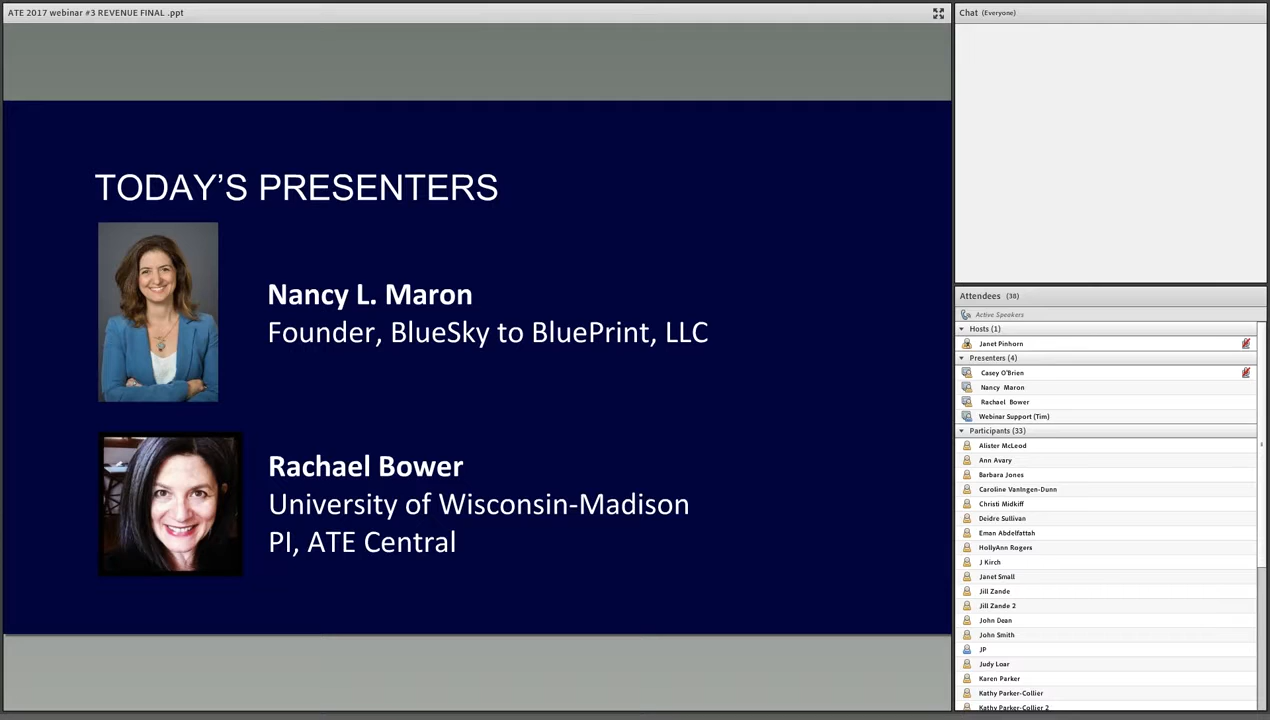 ATE 2017 webinar #3 REVENUE FINAL .ppt
TODAY'S PRESENTERS
Nancy L. Maron
Founder, BlueSky to BluePrint, LLC
Rachael Bower
University of Wisconsin-Madison
PI, ATE Central
Chat (Everyone)
Attendees (38)
Active Speakers
Hosts (1)
Janet Pinhorn
Presenters (4)
Casey O'Brien
Nancy Maron
Rachael Bower
Webinar Support (Tim)
Participants (33)
Alister McLeod
Ann Avary
Barbara Jones
Caroline VanIngen-Dunn
Christi Midkiff
Deidre Sullivan
Eman Abdelfattah
HollyAnn Rogers
J Kirch
Janet Small
Jill Zande
Jill Zande 2
John Dean
John Smith
JP
Judy Loar
Karen Parker
Kathy Parker-Collier
Kathy Parker-Collier 2